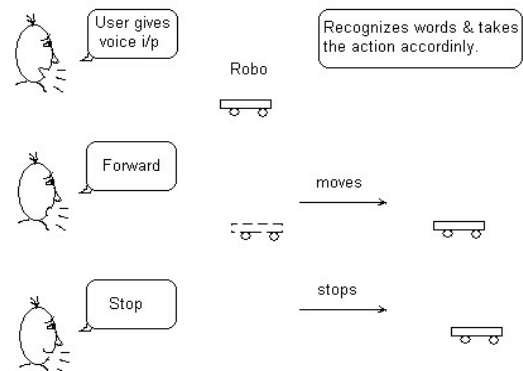 User gives
voice i/p
Recognizes words & takes
the action accordinly.
Robo
Forward
moves
Stop
stops